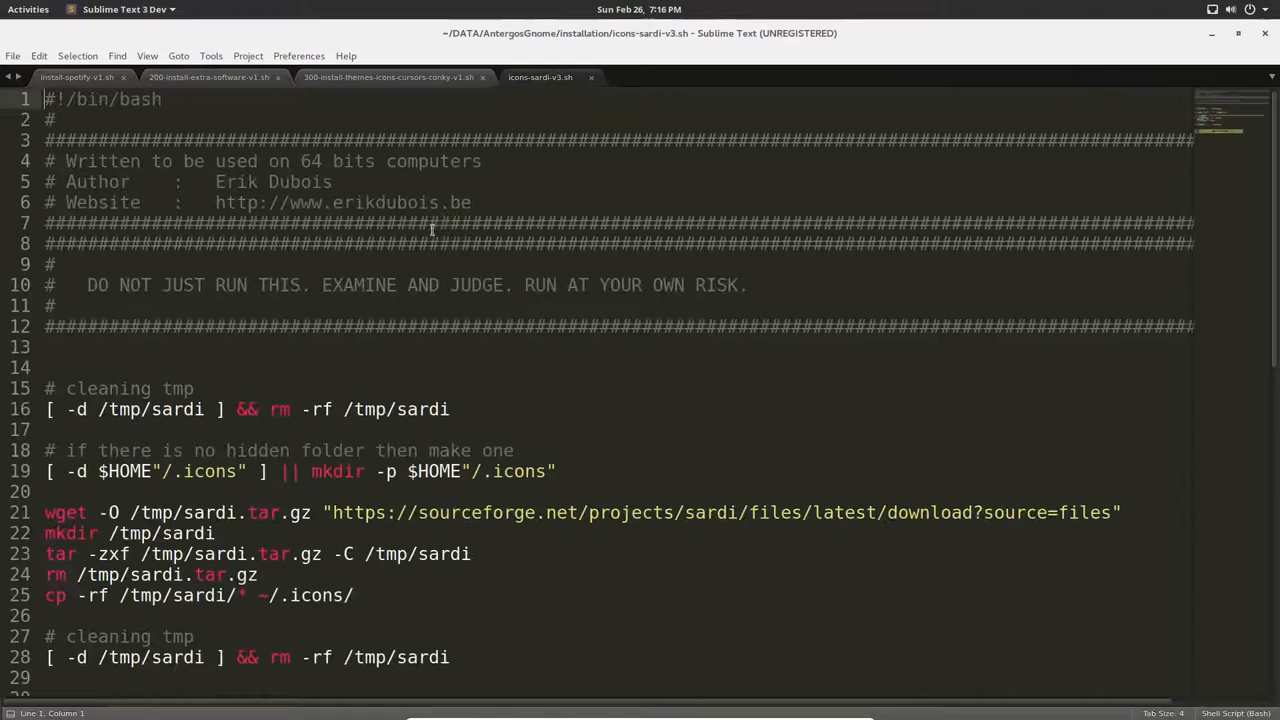 Activities Sublime Text 3 Dev Sun Feb 26, 7:16 PM
~/DATA/AntergosGnome/installation/icons-sardi-v3.sh - Sublime Text (UNREGISTERED)
File Edit Selection Find View Goto Tools Project Preferences Help
install-spotify-v1.sh × 200-install-extra-software-v1.sh × 300-install-themes-icons-cursors-conky-v1.sh × icons-sardi-v3.sh ×
1 #!/bin/bash
2 #
3 ############################################################################################################
4 # Written to be used on 64 bits computers
5 # Author : Erik Dubois
6 # Website : http://www.erikdubois.be
7 ############################################################################################################
8 ############################################################################################################
9 #
10 # DO NOT JUST RUN THIS. EXAMINE AND JUDGE. RUN AT YOUR OWN RISK.
11 #
12 ############################################################################################################
13
14
15 # cleaning tmp
16 [ -d /tmp/sardi ] && rm -rf /tmp/sardi
17
18 # if there is no hidden folder then make one
19 [ -d $HOME"/.icons" ] || mkdir -p $HOME"/.icons"
20
21 wget -O /tmp/sardi.tar.gz "https://sourceforge.net/projects/sardi/files/latest/download?source=files"
22 mkdir /tmp/sardi
23 tar -zxf /tmp/sardi.tar.gz -C /tmp/sardi
24 rm /tmp/sardi.tar.gz
25 cp -rf /tmp/sardi/* ~/.icons/
26
27 # cleaning tmp
28 [ -d /tmp/sardi ] && rm -rf /tmp/sardi
29
Line 1, Column 1 Tab Size: 4 Shell Script (Bash)